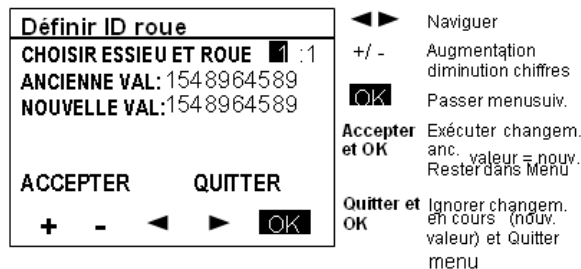 Définir ID roue
CHOISIR ESSIEU ET ROUE 1 :1
ANCIENNE VAL:1548964589
NOUVELLE VAL:1548964589
ACCEPTER QUITTER
+ - ◄ ► OK
◄► Naviguer
+/ - Augmentation
diminution chiffres
OK Passer menusuiv.
Accepter Exécuter changem.
et OK anc. valeur = nouv.
Rester dans Menu
Quitter et Ignorer changem.
OK en cours (nouv.
valeur) et Quitter
menu